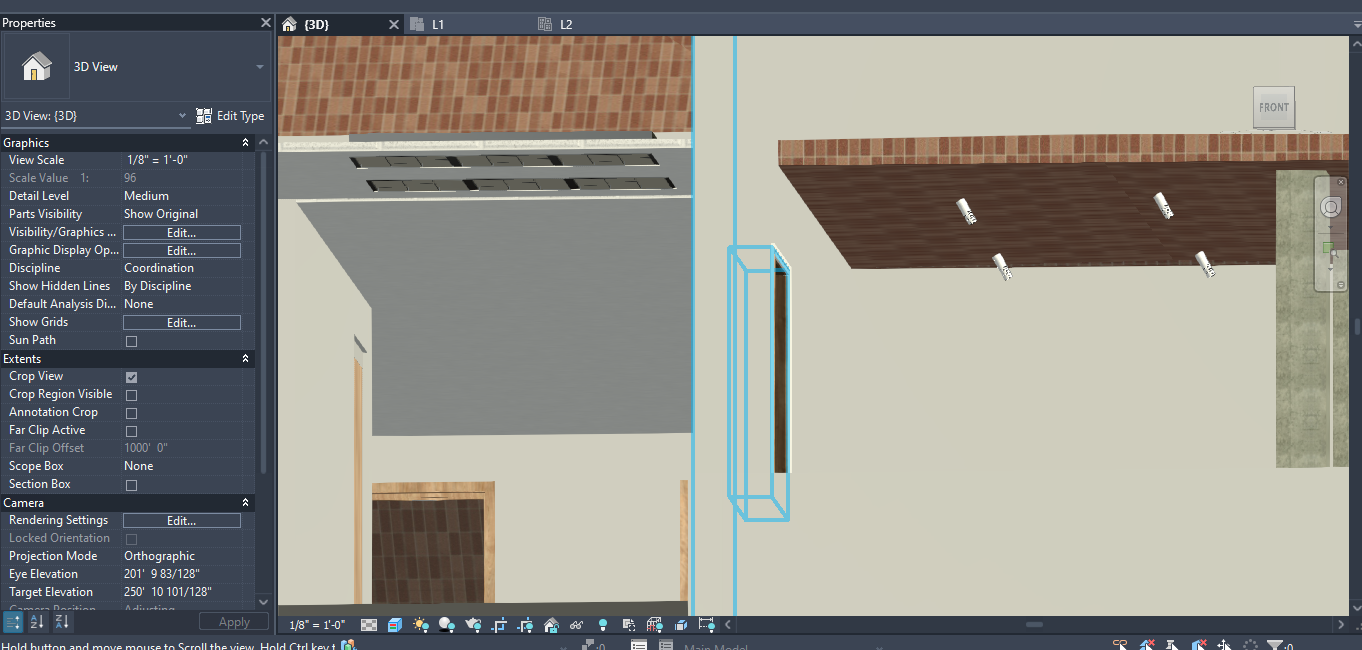 Properties
{3D}
L1
L2
3D View
3D View: {3D}
Edit Type
Graphics
View Scale 1/8" = 1'-0"
Scale Value 1: 96
Detail Level Medium
Parts Visibility Show Original
Visibility/Graphics ... Edit...
Graphic Display Op... Edit...
Discipline Coordination
Show Hidden Lines By Discipline
Default Analysis Di... None
Show Grids Edit...
Sun Path
Extents
Crop View
Crop Region Visible
Annotation Crop
Far Clip Active
Far Clip Offset 1000' 0"
Scope Box None
Section Box
Camera
Rendering Settings Edit...
Locked Orientation
Projection Mode Orthographic
Eye Elevation 201' 9 83/128"
Target Elevation 250' 10 101/128"
Camera Position Adjusting
Apply
FRONT
1/8" = 1'-0"
Hold button and move mouse to Scroll the view. Hold Ctrl key t
:0
Main Model
:0